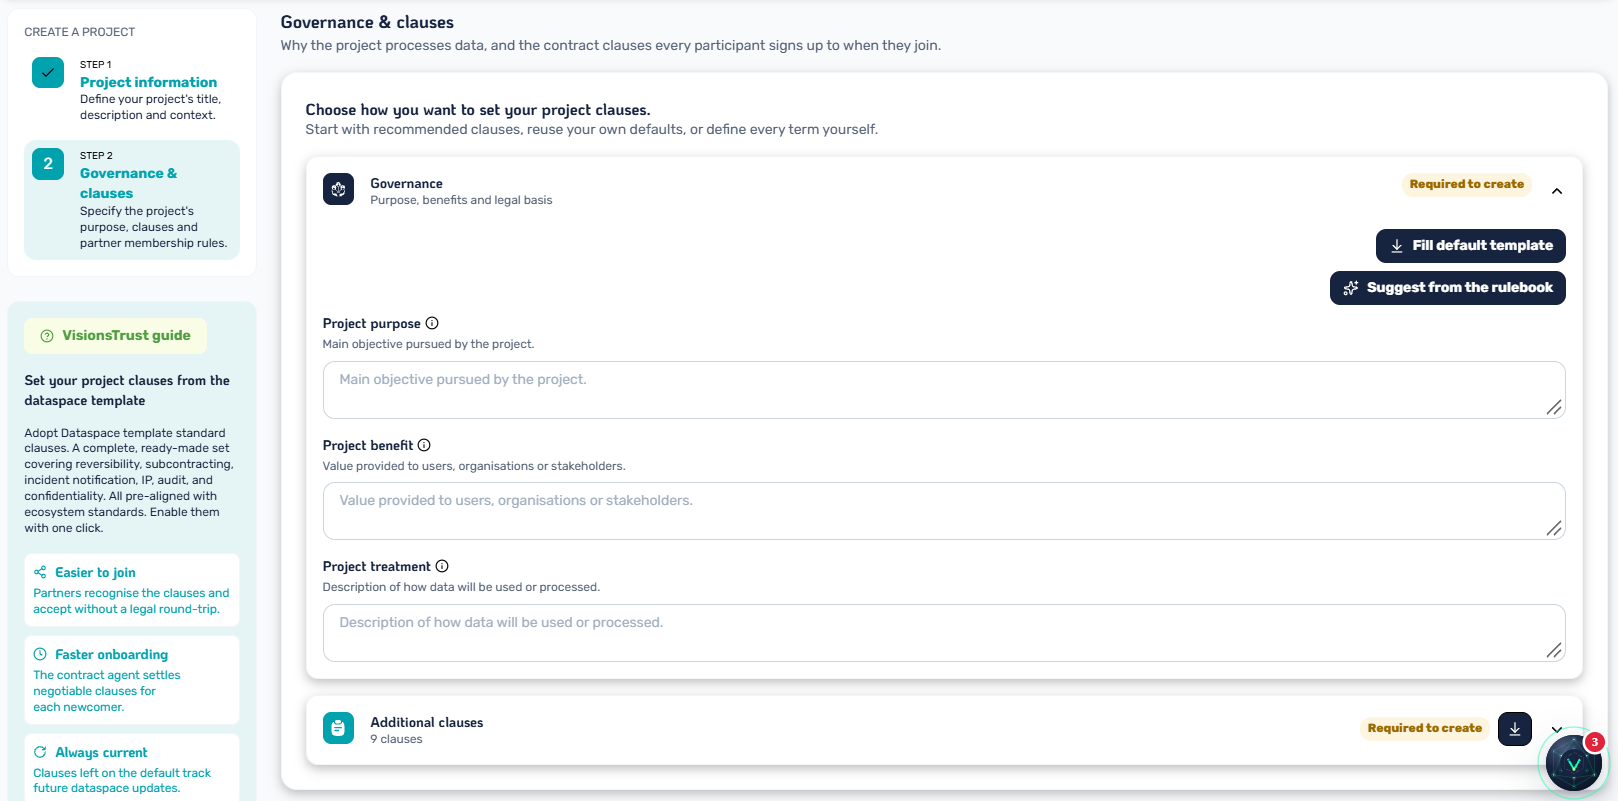 CREATE A PROJECT
STEP 1
Project information
Define your project's title,
description and context.
2
STEP 2
Governance &
clauses
Specify the project's
purpose, clauses and
partner membership rules.
VisionsTrust guide
Set your project clauses from the
dataspace template
Adopt Dataspace template standard
clauses. A complete, ready-made set
covering reversibility, subcontracting,
incident notification, IP, audit, and
confidentiality. All pre-aligned with
ecosystem standards. Enable them
with one click.
Easier to join
Partners recognise the clauses and
accept without a legal round-trip.
Faster onboarding
The contract agent settles
negotiable clauses for
each newcomer.
Always current
Clauses left on the default track
future dataspace updates.
Governance & clauses
Why the project processes data, and the contract clauses every participant signs up to when they join.
Choose how you want to set your project clauses.
Start with recommended clauses, reuse your own defaults, or define every term yourself.
Governance
Purpose, benefits and legal basis
Required to create
Fill default template
Suggest from the rulebook
Project purpose
Main objective pursued by the project.
Main objective pursued by the project.
Project benefit
Value provided to users, organisations or stakeholders.
Value provided to users, organisations or stakeholders.
Project treatment
Description of how data will be used or processed.
Description of how data will be used or processed.
Additional clauses
9 clauses
Required to create
3